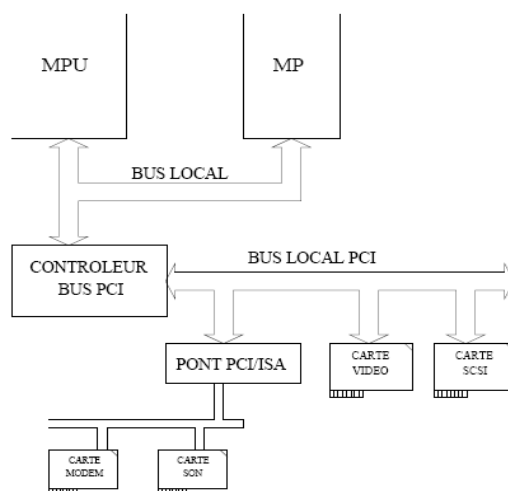 MPU
MP
BUS LOCAL
CONTROLEUR
BUS PCI
BUS LOCAL PCI
PONT PCI/ISA
CARTE
VIDEO
CARTE
SCSI
CARTE
MODEM
CARTE
SON